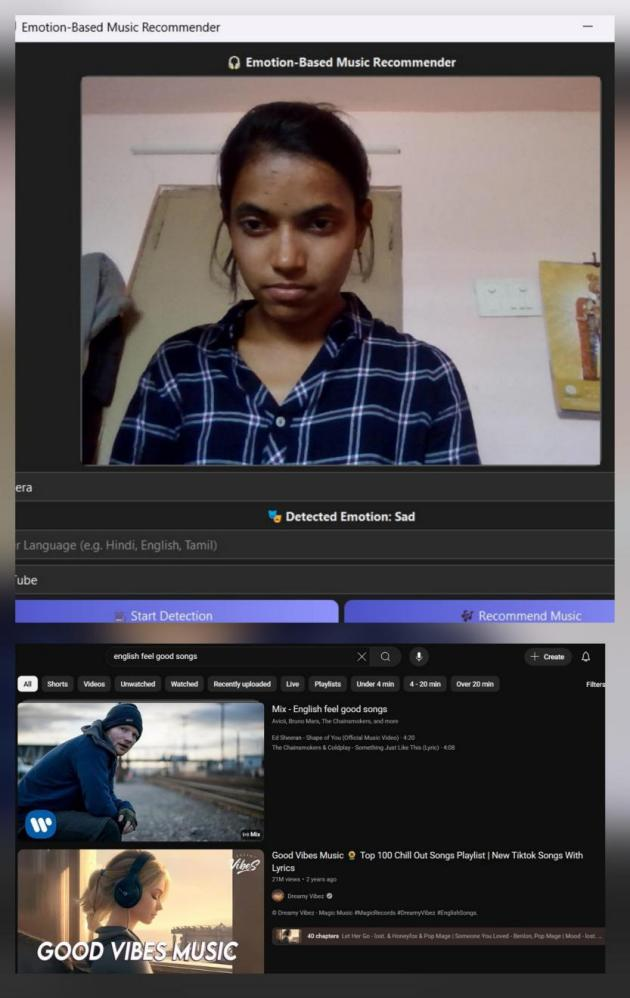 Emotion-Based Music Recommender
🎧 Emotion-Based Music Recommender
era
🎭 Detected Emotion: Sad
r Language (e.g. Hindi, English, Tamil)
Tube
Start Detection
Recommend Music
english feel good songs
Create
All Shorts Videos Unwatched Watched Recently uploaded Live Playlists Under 4 min 4 - 20 min Over 20 min Filters
Mix - English feel good songs
Avicii, Bruno Mars, The Chainsmokers, and more
Ed Sheeran - Shape of You (Official Music Video) · 4:20
The Chainsmokers & Coldplay - Something Just Like This (Lyric) · 4:08
Mix
Good Vibes Music 🌻 Top 100 Chill Out Songs Playlist | New Tiktok Songs With
Lyrics
21M views • 2 years ago
Dreamy Vibez
© Dreamy Vibez - Magic Music #MagicRecords #DreamyVibez #EnglishSongs.
40 chapters Let Her Go - lost. & Honeyfox & Pop Mage | Someone You Loved - Benlon, Pop Mage | Mood - lost. ...
VibeS
GOOD VIBES MUSIC